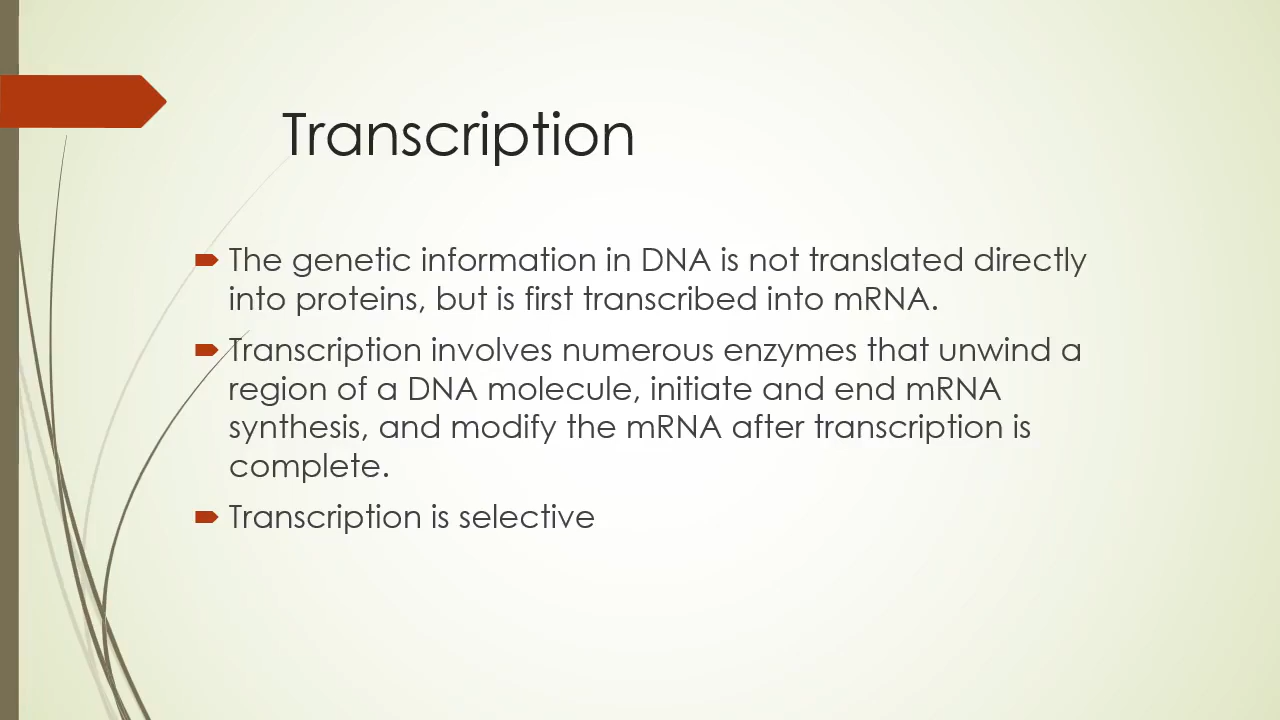 Transcription
The genetic information in DNA is not translated directly
into proteins, but is first transcribed into mRNA.
Transcription involves numerous enzymes that unwind a
region of a DNA molecule, initiate and end mRNA
synthesis, and modify the mRNA after transcription is
complete.
Transcription is selective